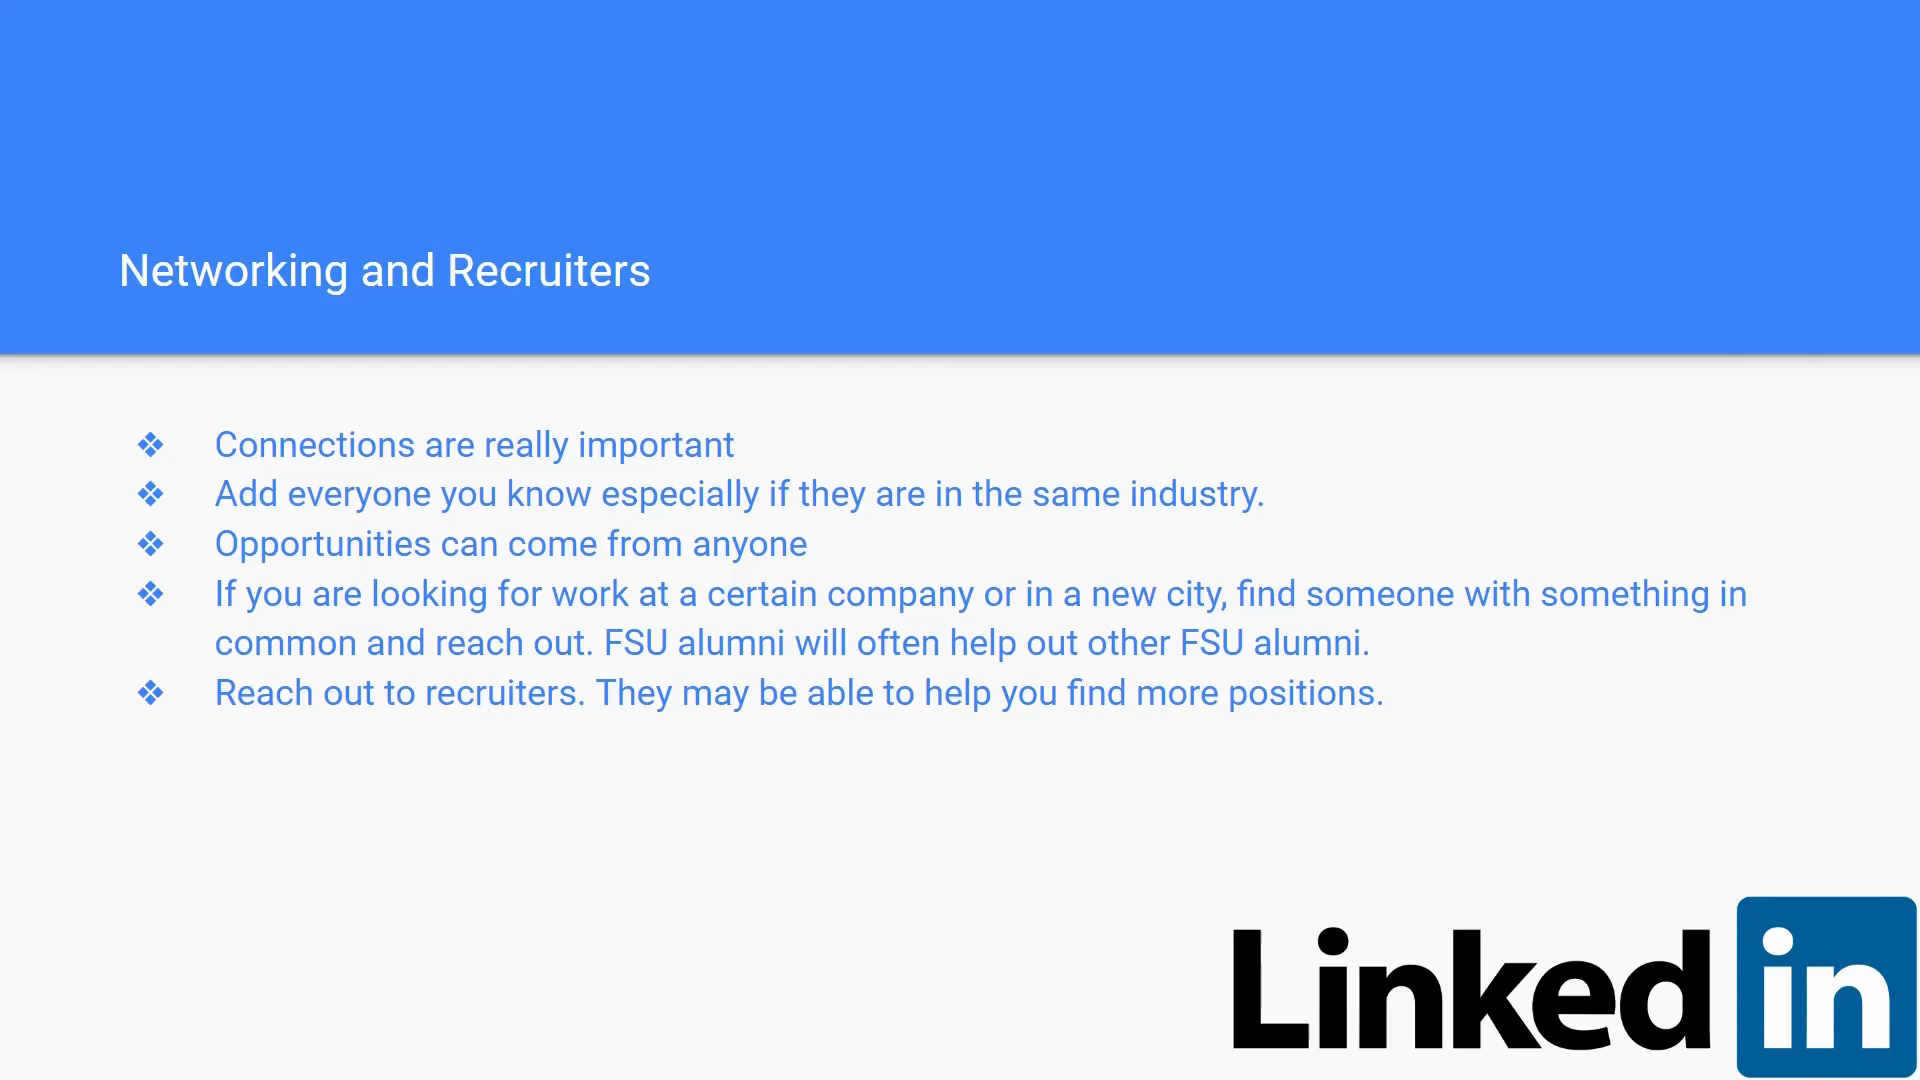 Networking and Recruiters
❖ Connections are really important
❖ Add everyone you know especially if they are in the same industry.
❖ Opportunities can come from anyone
❖ If you are looking for work at a certain company or in a new city, find someone with something in
common and reach out. FSU alumni will often help out other FSU alumni.
❖ Reach out to recruiters. They may be able to help you find more positions.
Linked in